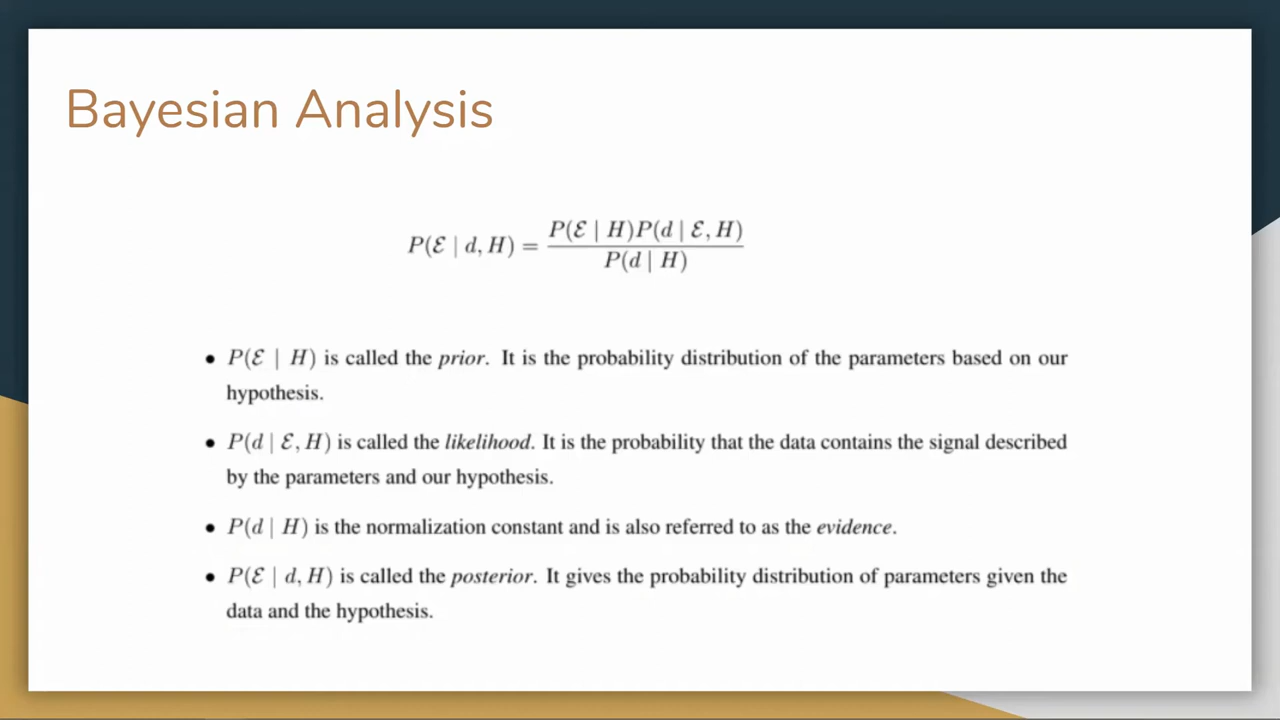 Bayesian Analysis
P(ℰ | d, H) = P(ℰ | H)P(d | ℰ, H) / P(d | H)
• P(ℰ | H) is called the prior. It is the probability distribution of the parameters based on our
hypothesis.
• P(d | ℰ, H) is called the likelihood. It is the probability that the data contains the signal described
by the parameters and our hypothesis.
• P(d | H) is the normalization constant and is also referred to as the evidence.
• P(ℰ | d, H) is called the posterior. It gives the probability distribution of parameters given the
data and the hypothesis.